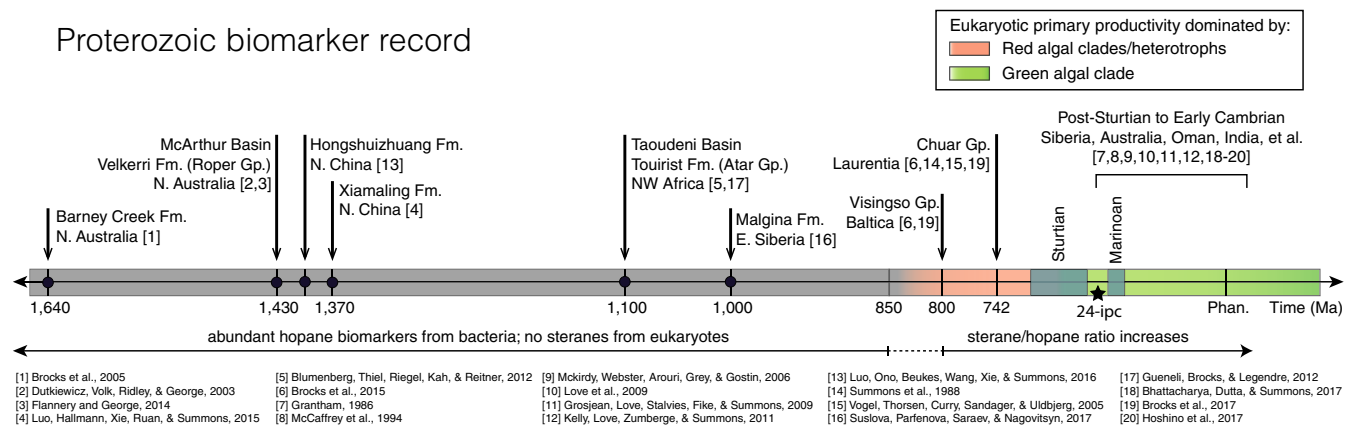 Proterozoic biomarker record
Eukaryotic primary productivity dominated by:
Red algal clades/heterotrophs
Green algal clade
Barney Creek Fm.
N. Australia [1]
McArthur Basin
Velkerri Fm. (Roper Gp.)
N. Australia [2,3]
Hongshuizhuang Fm.
N. China [13]
Xiamaling Fm.
N. China [4]
Taoudeni Basin
Touirist Fm. (Atar Gp.)
NW Africa [5,17]
Malgina Fm.
E. Siberia [16]
Visingso Gp.
Baltica [6,19]
Chuar Gp.
Laurentia [6,14,15,19]
Post-Sturtian to Early Cambrian
Siberia, Australia, Oman, India, et al.
[7,8,9,10,11,12,18-20]
Sturtian
Marinoan
1,640
1,430
1,370
1,100
1,000
850
800
742
24-ipc
Phan.
Time (Ma)
abundant hopane biomarkers from bacteria; no steranes from eukaryotes
sterane/hopane ratio increases
[1] Brocks et al., 2005
[2] Dutkiewicz, Volk, Ridley, & George, 2003
[3] Flannery and George, 2014
[4] Luo, Hallmann, Xie, Ruan, & Summons, 2015
[5] Blumenberg, Thiel, Riegel, Kah, & Reitner, 2012
[6] Brocks et al., 2015
[7] Grantham, 1986
[8] McCaffrey et al., 1994
[9] Mckirdy, Webster, Arouri, Grey, & Gostin, 2006
[10] Love et al., 2009
[11] Grosjean, Love, Stalvies, Fike, & Summons, 2009
[12] Kelly, Love, Zumberge, & Summons, 2011
[13] Luo, Ono, Beukes, Wang, Xie, & Summons, 2016
[14] Summons et al., 1988
[15] Vogel, Thorsen, Curry, Sandager, & Uldbjerg, 2005
[16] Suslova, Parfenova, Saraev, & Nagovitsyn, 2017
[17] Gueneli, Brocks, & Legendre, 2012
[18] Bhattacharya, Dutta, & Summons, 2017
[19] Brocks et al., 2017
[20] Hoshino et al., 2017